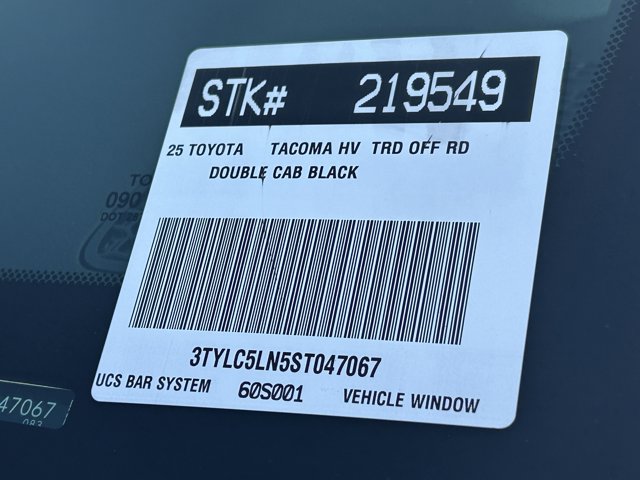 STK# 219549
25 TOYOTA TACOMA HV TRD OFF RD
DOUBLE CAB BLACK
3TYLC5LN5ST047067
UCS BAR SYSTEM 60S001 VEHICLE WINDOW
47067
083